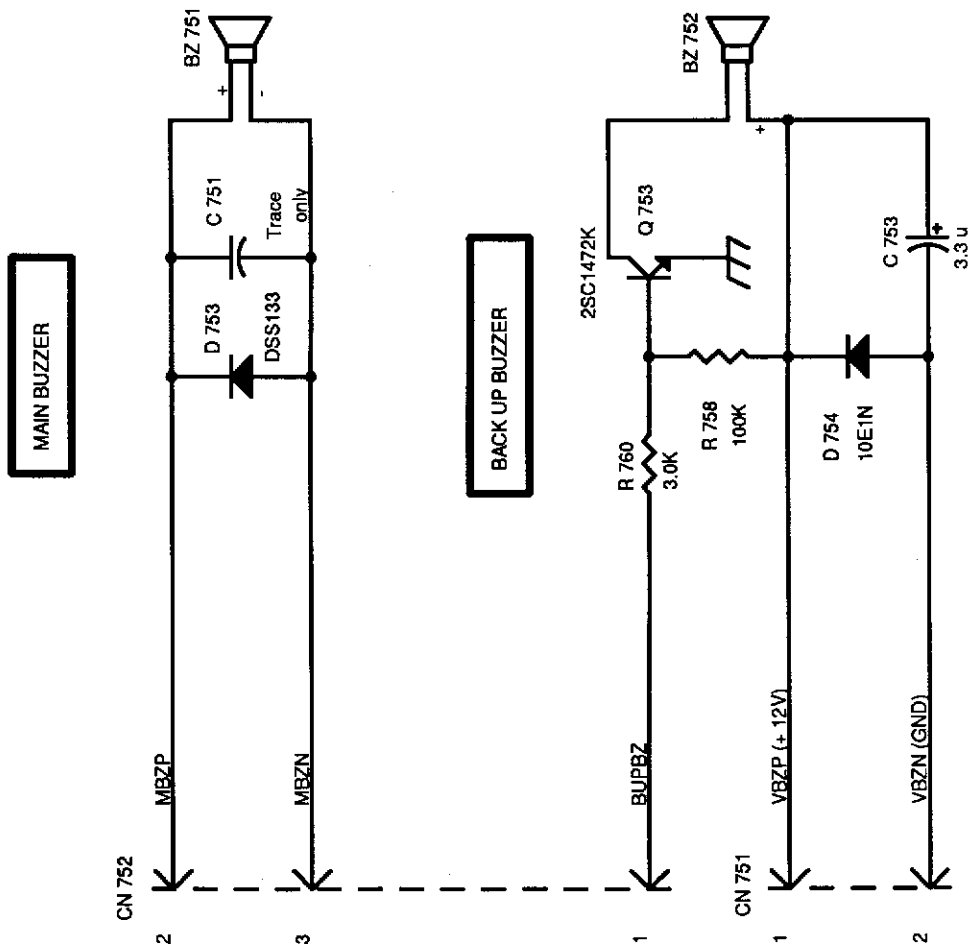 MAIN BUZZER
BZ 751
+
-
C 751
Trace
only
D 753
DSS133
MBZP
MBZN
CN 752
2
3
BACK UP BUZZER
BZ 752
+
2SC1472K
Q 753
R 760
3.0K
R 758
100K
D 754
10E1N
C 753
+
3.3 u
BUPBZ
VBZP (+ 12V)
VBZN (GND)
CN 751
1
1
2